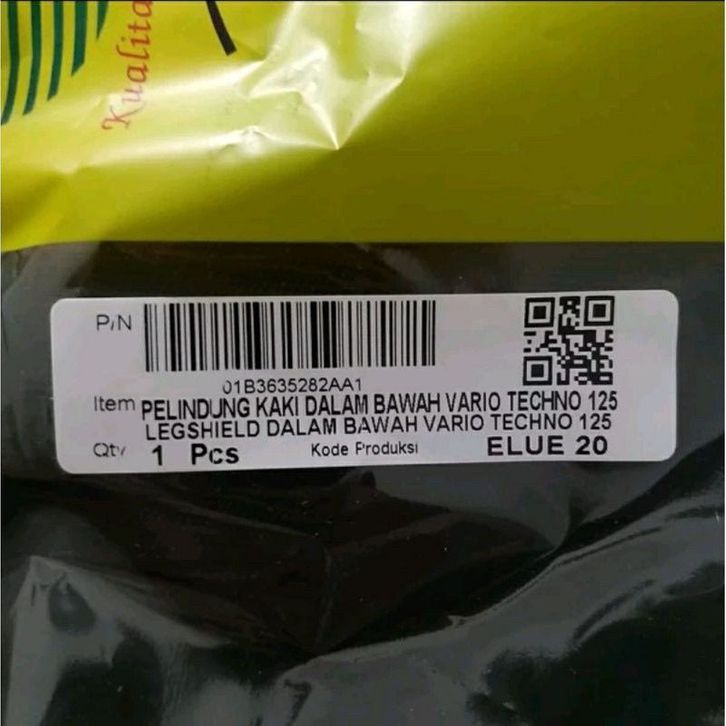 Kualita
P/N
01B3635282AA1
Item PELINDUNG KAKI DALAM BAWAH VARIO TECHNO 125
LEGSHIELD DALAM BAWAH VARIO TECHNO 125
Qty 1 Pcs Kode Produksi ELUE 20